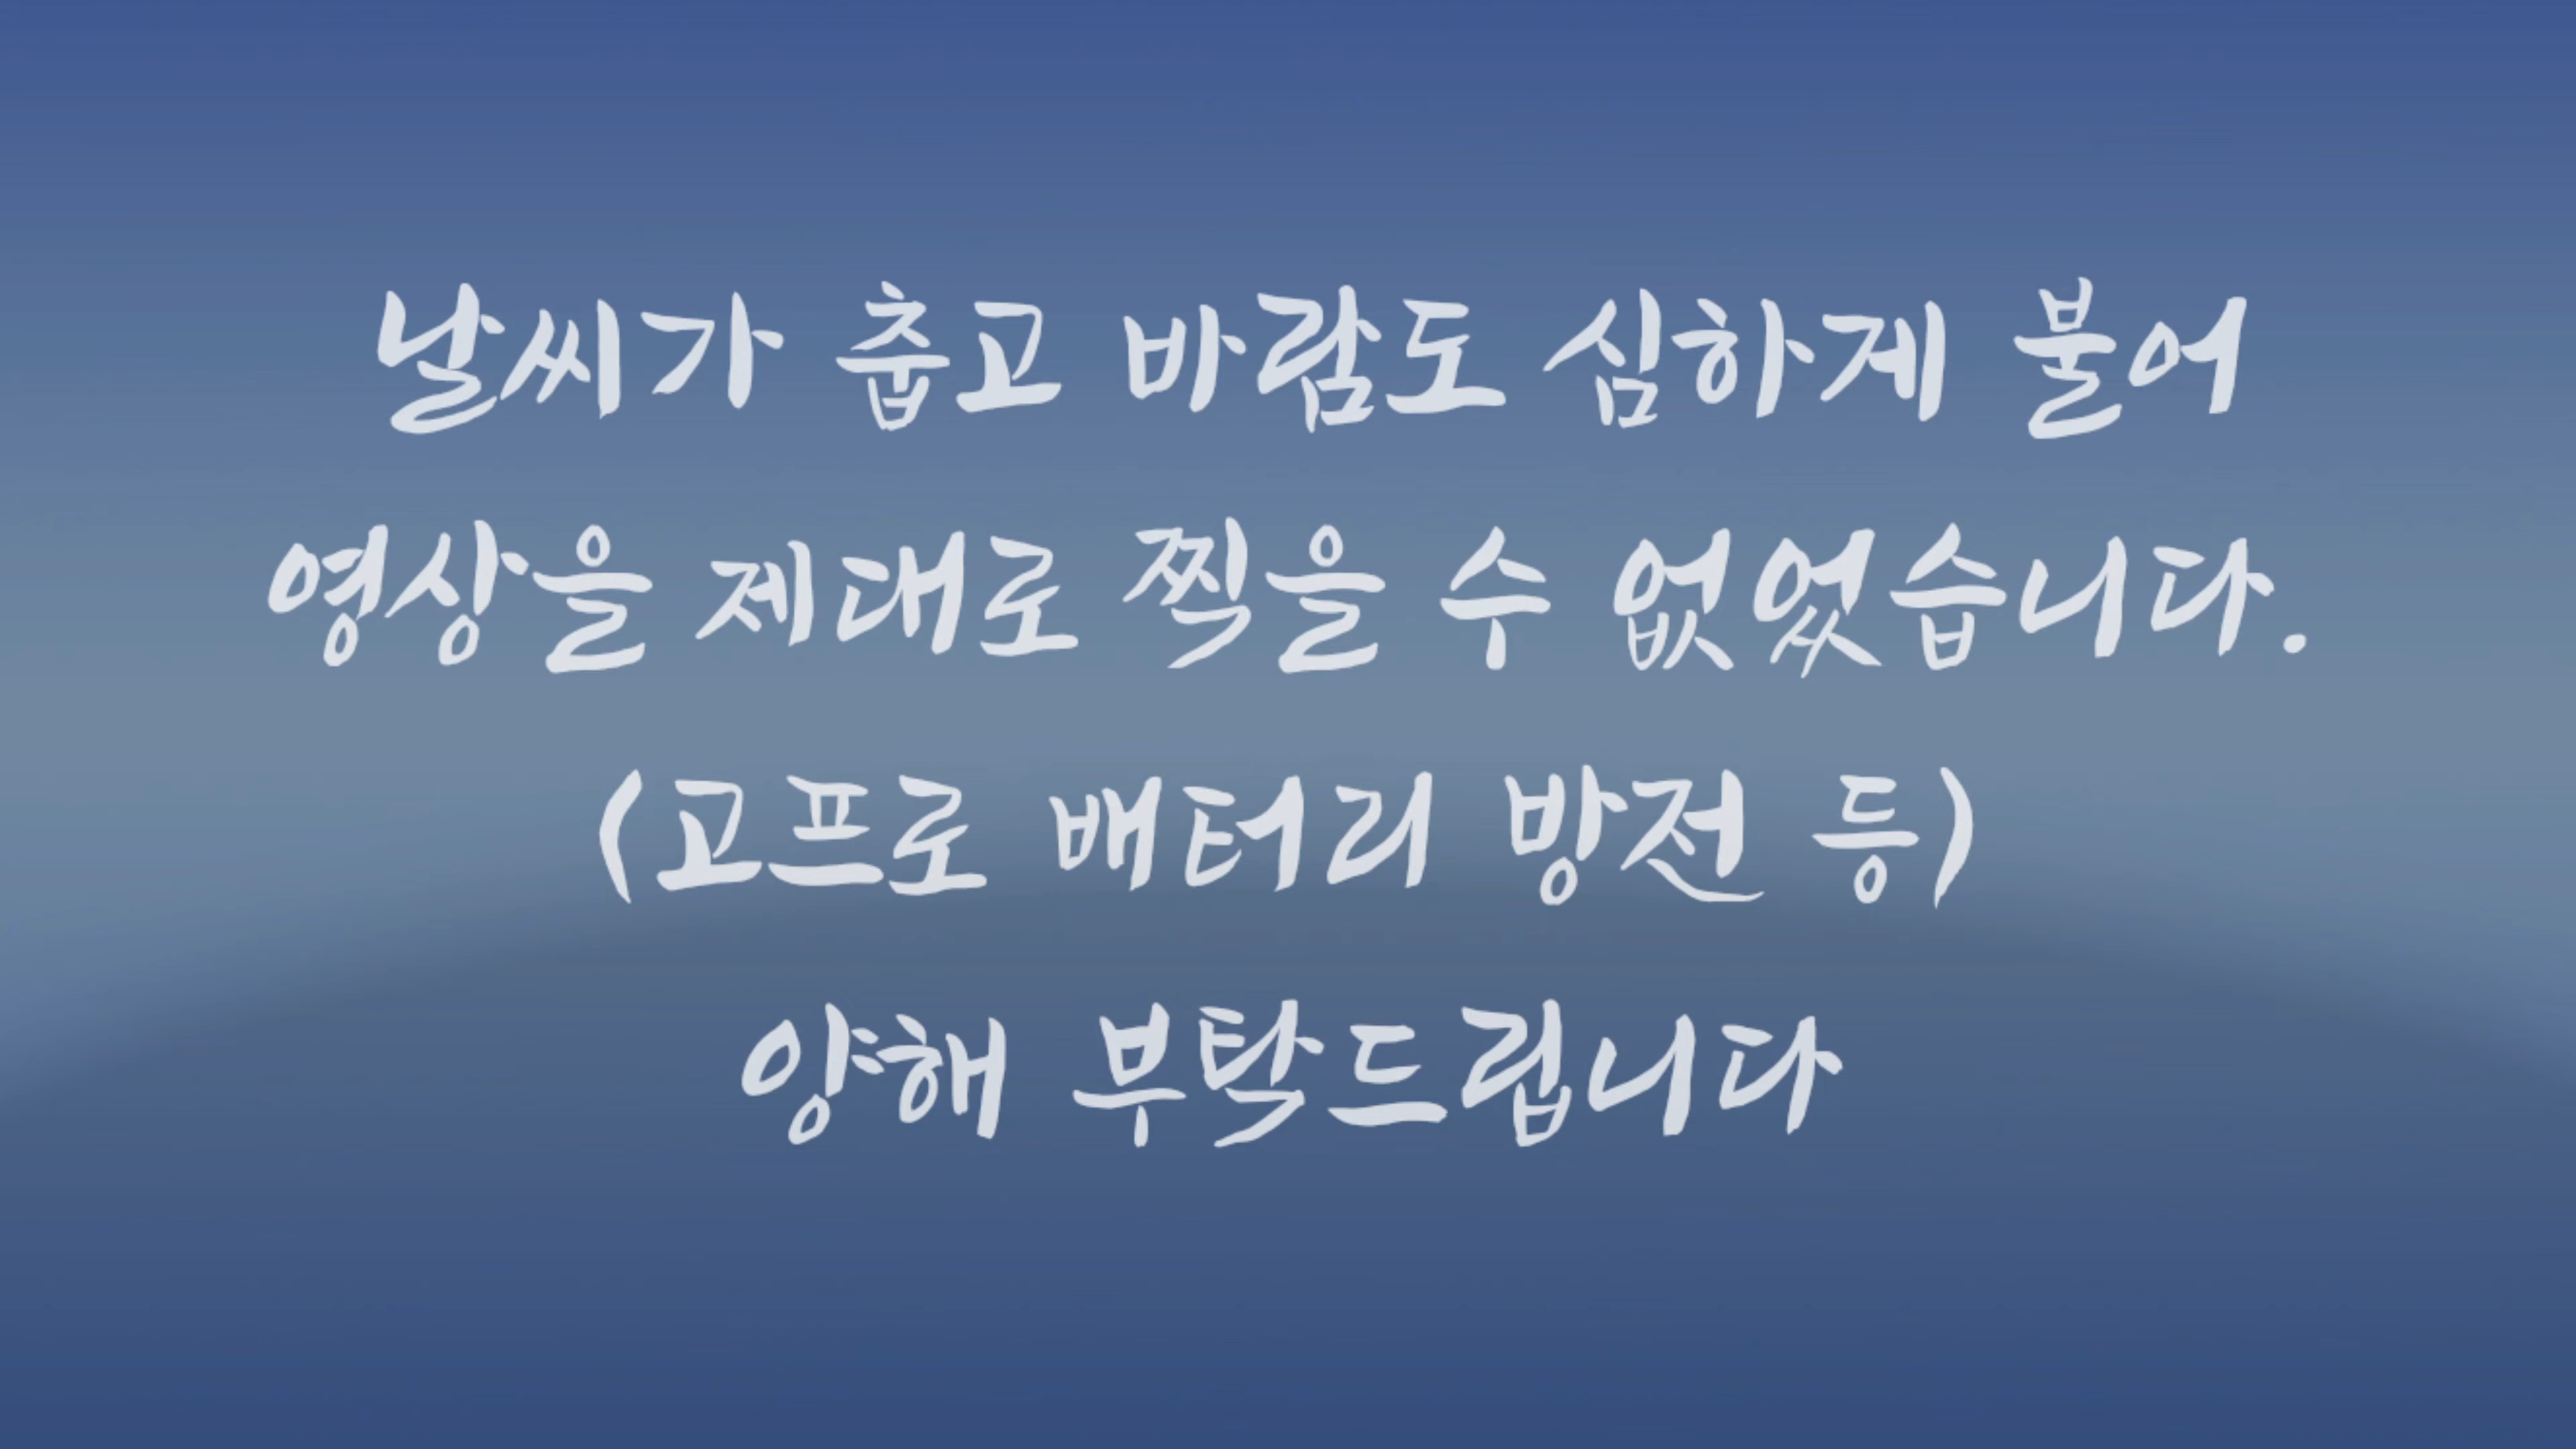 날씨가 춥고 바람도 심하게 불어
영상을 제대로 찍을 수 없었습니다.
(고프로 배터리 방전 등)
양해 부탁드립니다